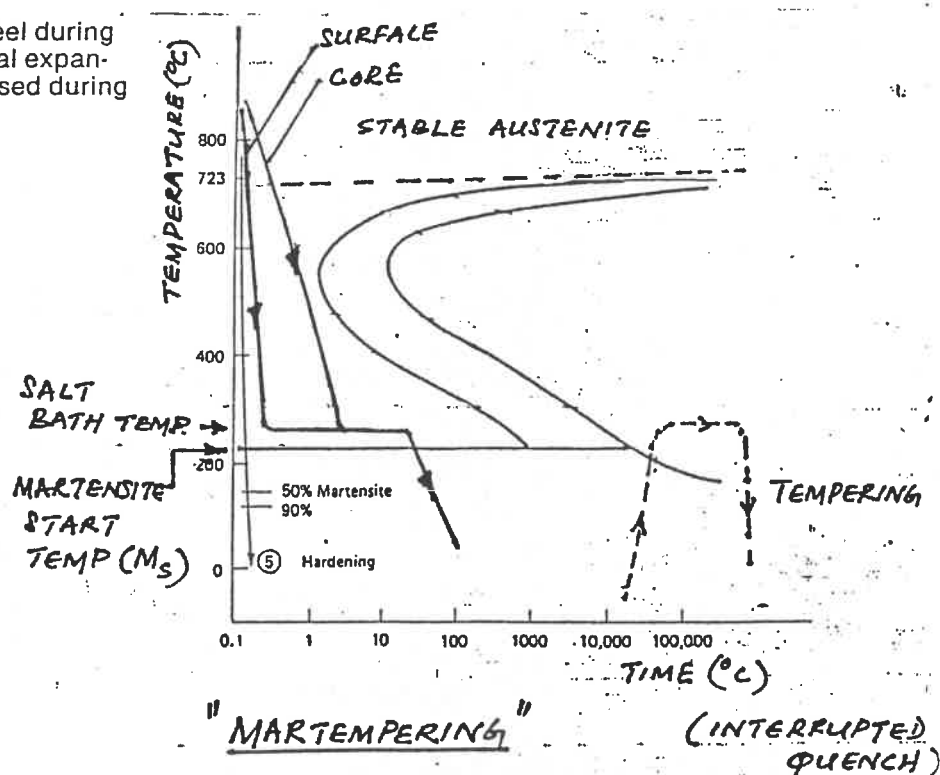 eel during
al expan-
sed during
SURFALE
CORE
STABLE AUSTENITE
TEMPERATURE (°C)
800
723
600
400
200
0
SALT
BATH TEMP.
MARTENSITE
START
TEMP (Ms)
50% Martensite
90%
5 Hardening
TEMPERING
0.1 1 10 100 1000 10,000 100,000
TIME (°C)
"MARTEMPERING"
(INTERRUPTED
QUENCH)